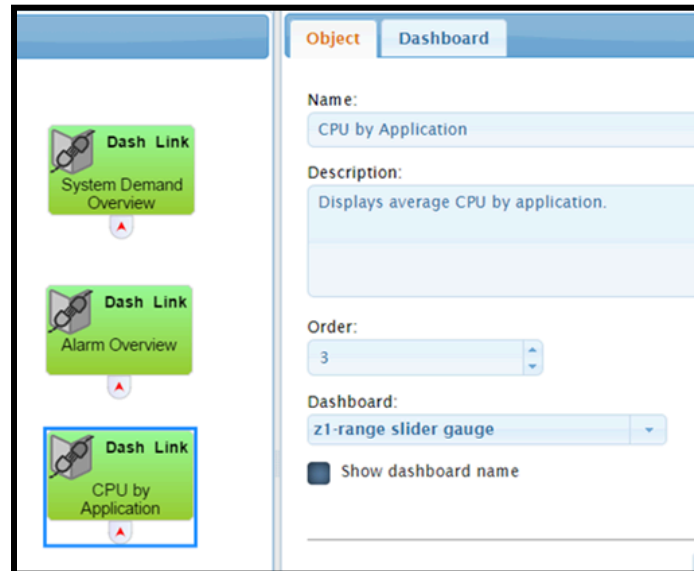 Dash Link
System Demand
Overview
Dash Link
Alarm Overview
Dash Link
CPU by
Application
Object Dashboard
Name:
CPU by Application
Description:
Displays average CPU by application.
Order:
3
Dashboard:
z1-range slider gauge
Show dashboard name